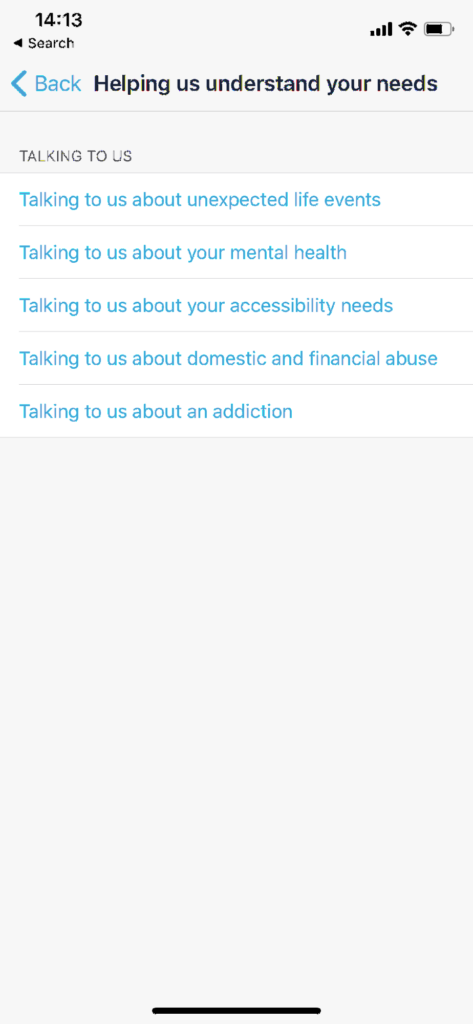 14:13
Search
Back Helping us understand your needs
TALKING TO US
Talking to us about unexpected life events
Talking to us about your mental health
Talking to us about your accessibility needs
Talking to us about domestic and financial abuse
Talking to us about an addiction